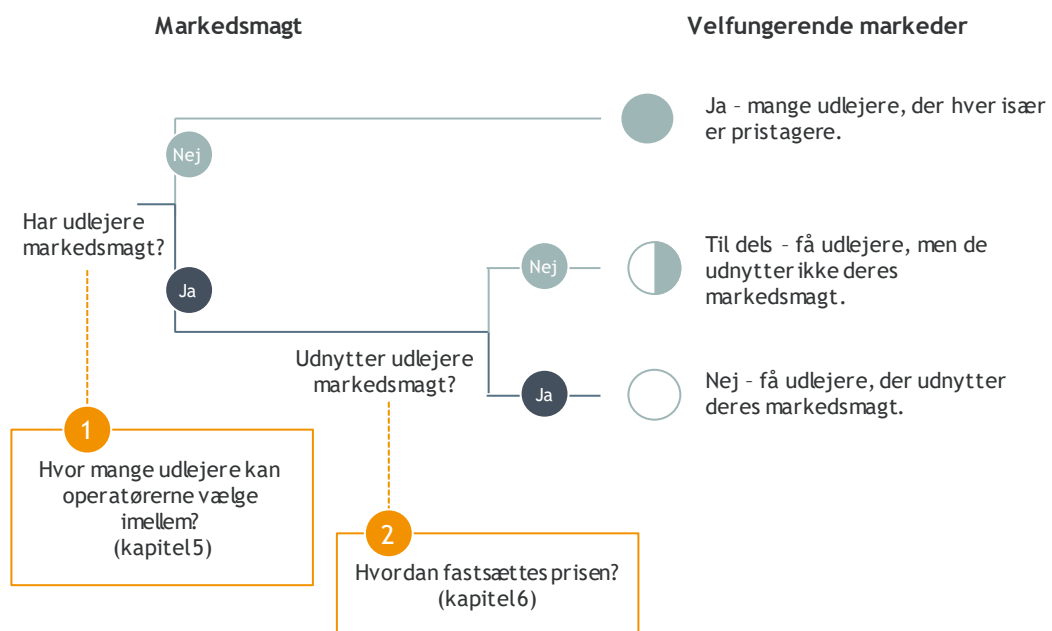 Markedsmagt
Velfungerende markeder
Ja – mange udlejere, der hver især
er pristagere.
Nej
Har udlejere
markedsmagt?
Ja
Nej
Til dels – få udlejere, men de
udnytter ikke deres
markedsmagt.
Udnytter udlejere
markedsmagt?
Ja
Nej – få udlejere, der udnytter
deres markedsmagt.
1
Hvor mange udlejere kan
operatørerne vælge
imellem?
(kapitel 5)
2
Hvordan fastsættes prisen?
(kapitel 6)